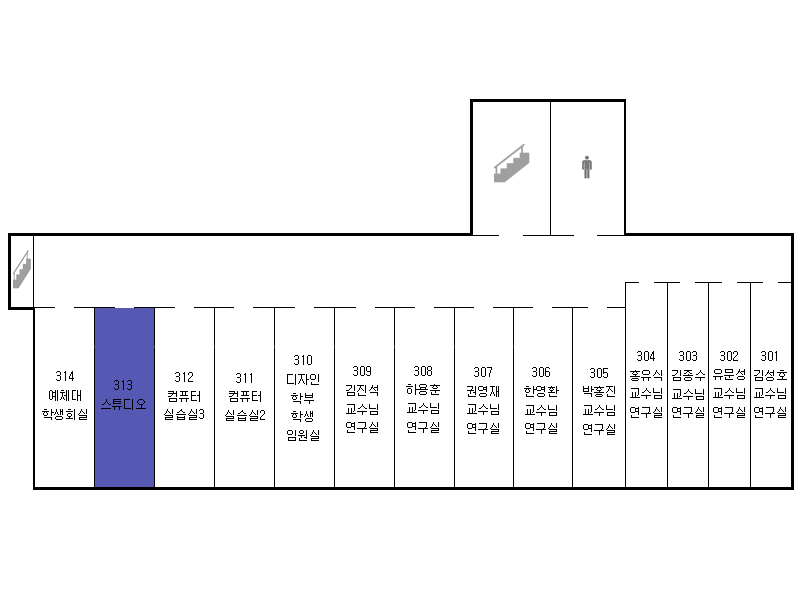 314
예체대
학생회실
313
스튜디오
312
컴퓨터
실습실3
311
컴퓨터
실습실2
310
디자인
학부
학생
임원실
309
김진석
교수님
연구실
308
하용훈
교수님
연구실
307
권영재
교수님
연구실
306
한영환
교수님
연구실
305
박홍진
교수님
연구실
304
홍유식
교수님
연구실
303
김종수
교수님
연구실
302
유문성
교수님
연구실
301
김성호
교수님
연구실